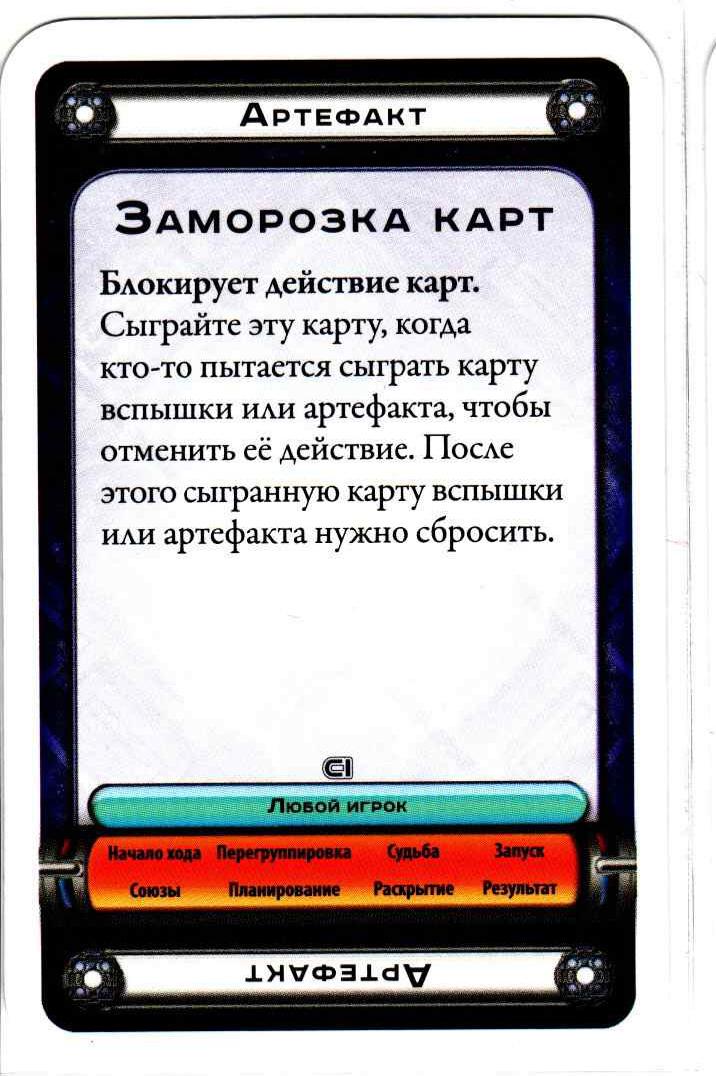 Артефакт
Заморозка карт
Блокирует действие карт.
Сыграйте эту карту, когда
кто-то пытается сыграть карту
вспышки или артефакта, чтобы
отменить её действие. После
этого сыгранную карту вспышки
или артефакта нужно сбросить.
CI
Любой игрок
Начало хода Перегруппировка Судьба Запуск
Союзы Планирование Раскрытие Результат
Артефакт